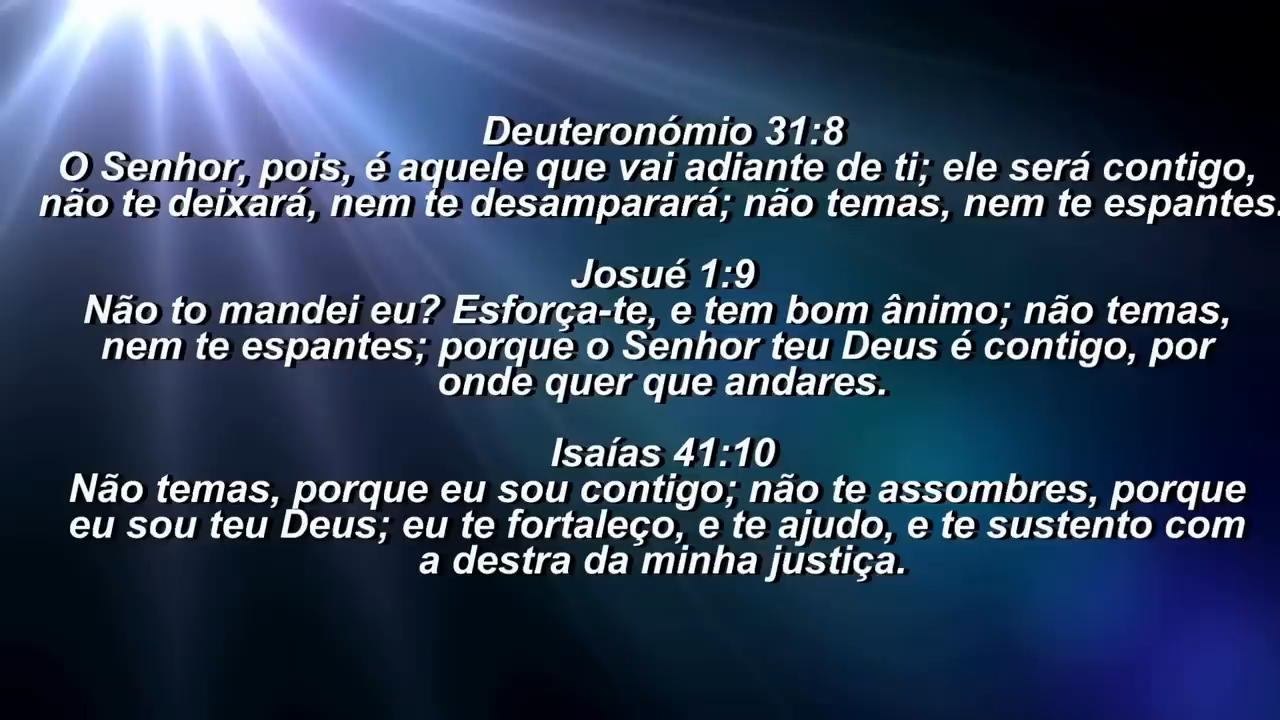 Deuteronómio 31:8
O Senhor, pois, é aquele que vai adiante de ti; ele será contigo,
não te deixará, nem te desamparará; não temas, nem te espantes.
Josué 1:9
Não to mandei eu? Esforça-te, e tem bom ânimo; não temas,
nem te espantes; porque o Senhor teu Deus é contigo, por
onde quer que andares.
Isaías 41:10
Não temas, porque eu sou contigo; não te assombres, porque
eu sou teu Deus; eu te fortaleço, e te ajudo, e te sustento com
a destra da minha justiça.